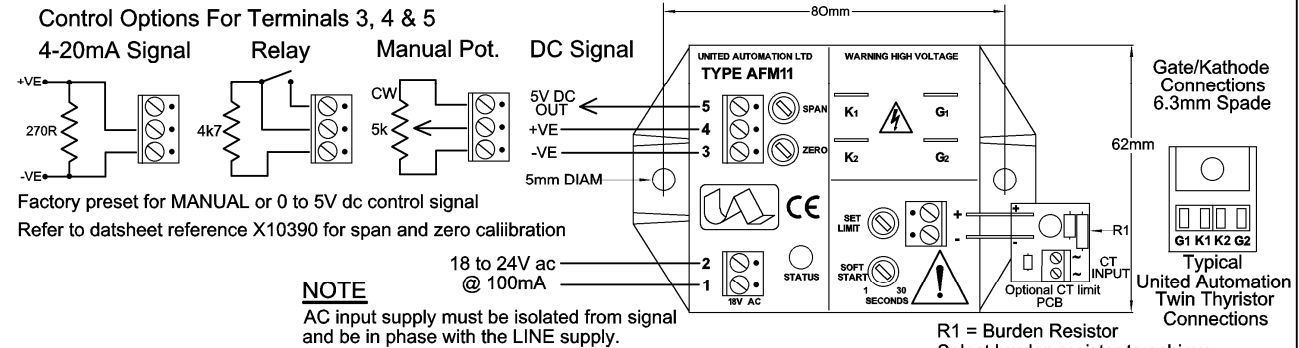 Control Options For Terminals 3, 4 & 5
4-20mA Signal
Relay
Manual Pot.
DC Signal
+VE
270R
-VE
4k7
CW
5k
5V DC
OUT
+VE
-VE
5mm DIAM
Factory preset for MANUAL or 0 to 5V dc control signal
Refer to datsheet reference X10390 for span and zero caliibration
18 to 24V ac
@ 100mA
NOTE
AC input supply must be isolated from signal
and be in phase with the LINE supply.
80mm
UNITED AUTOMATION LTD
TYPE AFM11
5
4
3
SPAN
ZERO
CE
2
1
18V AC
STATUS
WARNING HIGH VOLTAGE
K1
G1
K2
G2
SET
LIMIT
+
-
SOFT
START
1
30
SECONDS
62mm
+
-
R1
~
~
CT
INPUT
Optional CT limit
PCB
R1 = Burden Resistor
Select burden resistor to achieve
Gate/Kathode
Connections
6.3mm Spade
G1 K1 K2 G2
Typical
United Automation
Twin Thyristor
Connections